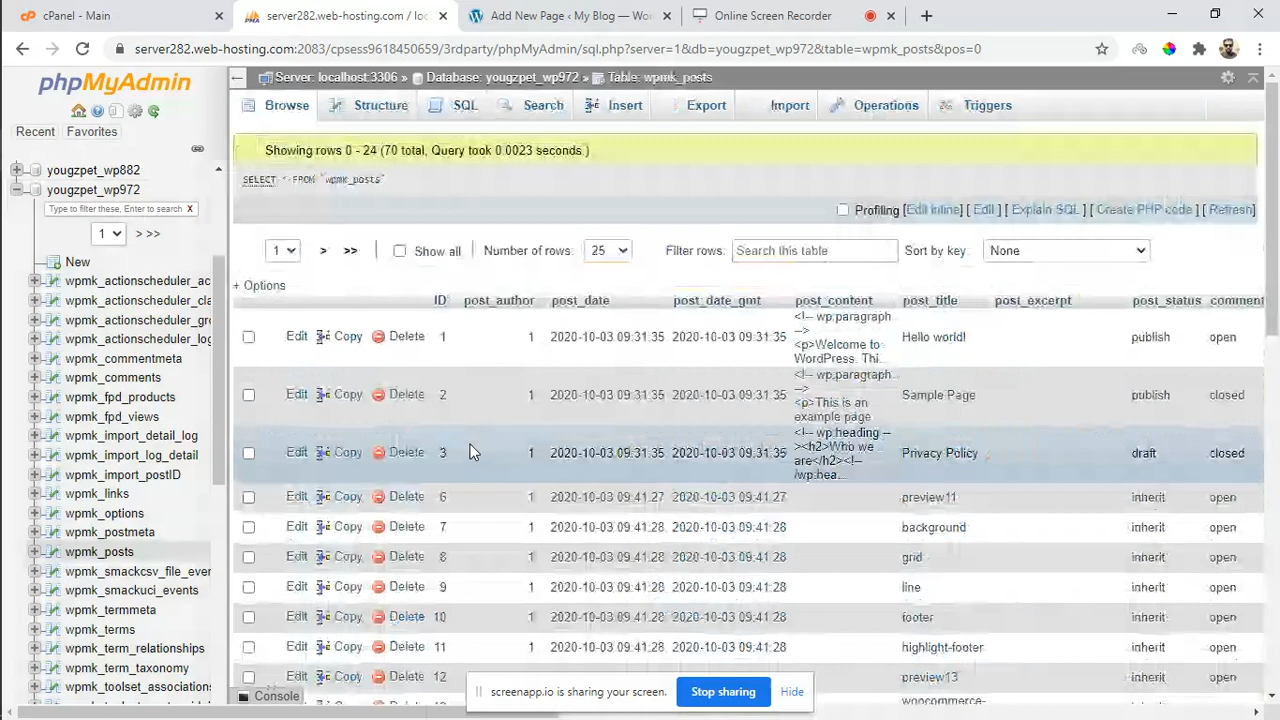 cPanel - Main
server282.web-hosting.com / loc
Add New Page ‹ My Blog — Wor
Online Screen Recorder
server282.web-hosting.com:2083/cpsess9618450659/3rdparty/phpMyAdmin/sql.php?server=1&db=yougzpet_wp972&table=wpmk_posts&pos=0
phpMyAdmin
Recent Favorites
yougzpet_wp882
yougzpet_wp972
Type to filter these, Enter to search X
1 > >>
New
wpmk_actionscheduler_ac
wpmk_actionscheduler_cla
wpmk_actionscheduler_gro
wpmk_actionscheduler_log
wpmk_commentmeta
wpmk_comments
wpmk_fpd_products
wpmk_fpd_views
wpmk_import_detail_log
wpmk_import_log_detail
wpmk_import_postID
wpmk_links
wpmk_options
wpmk_postmeta
wpmk_posts
wpmk_smackcsv_file_ever
wpmk_smackuci_events
wpmk_termmeta
wpmk_terms
wpmk_term_relationships
wpmk_term_taxonomy
wpmk_toolset_associations
Server: localhost:3306 » Database: yougzpet_wp972 » Table: wpmk_posts
Browse Structure SQL Search Insert Export Import Operations Triggers
Showing rows 0 - 24 (70 total, Query took 0.0023 seconds.)
SELECT * FROM `wpmk_posts`
Profiling [Edit inline] [ Edit ] [ Explain SQL ] [ Create PHP code ] [ Refresh]
1 > >> Show all Number of rows: 25 Filter rows: Search this table Sort by key: None
+ Options
ID post_author post_date post_date_gmt post_content post_title post_excerpt post_status comment
Edit Copy Delete 1 1 2020-10-03 09:31:35 2020-10-03 09:31:35 <!-- wp:paragraph --> <p>Welcome to WordPress. Thi... Hello world! publish open
Edit Copy Delete 2 1 2020-10-03 09:31:35 2020-10-03 09:31:35 <!-- wp:paragraph --> <p>This is an example page Sample Page publish closed
Edit Copy Delete 3 1 2020-10-03 09:31:35 2020-10-03 09:31:35 <!-- wp:heading --><h2>Who we are</h2><!-- /wp:hea... Privacy Policy draft closed
Edit Copy Delete 6 1 2020-10-03 09:41:27 2020-10-03 09:41:27 preview11 inherit open
Edit Copy Delete 7 1 2020-10-03 09:41:28 2020-10-03 09:41:28 background inherit open
Edit Copy Delete 8 1 2020-10-03 09:41:28 2020-10-03 09:41:28 grid inherit open
Edit Copy Delete 9 1 2020-10-03 09:41:28 2020-10-03 09:41:28 line inherit open
Edit Copy Delete 10 1 2020-10-03 09:41:28 2020-10-03 09:41:28 footer inherit open
Edit Copy Delete 11 1 2020-10-03 09:41:28 2020-10-03 09:41:28 highlight-footer inherit open
Edit Copy Delete 12 preview13 inherit open
woocommerce-
Console
screenapp.io is sharing your screen. Stop sharing Hide